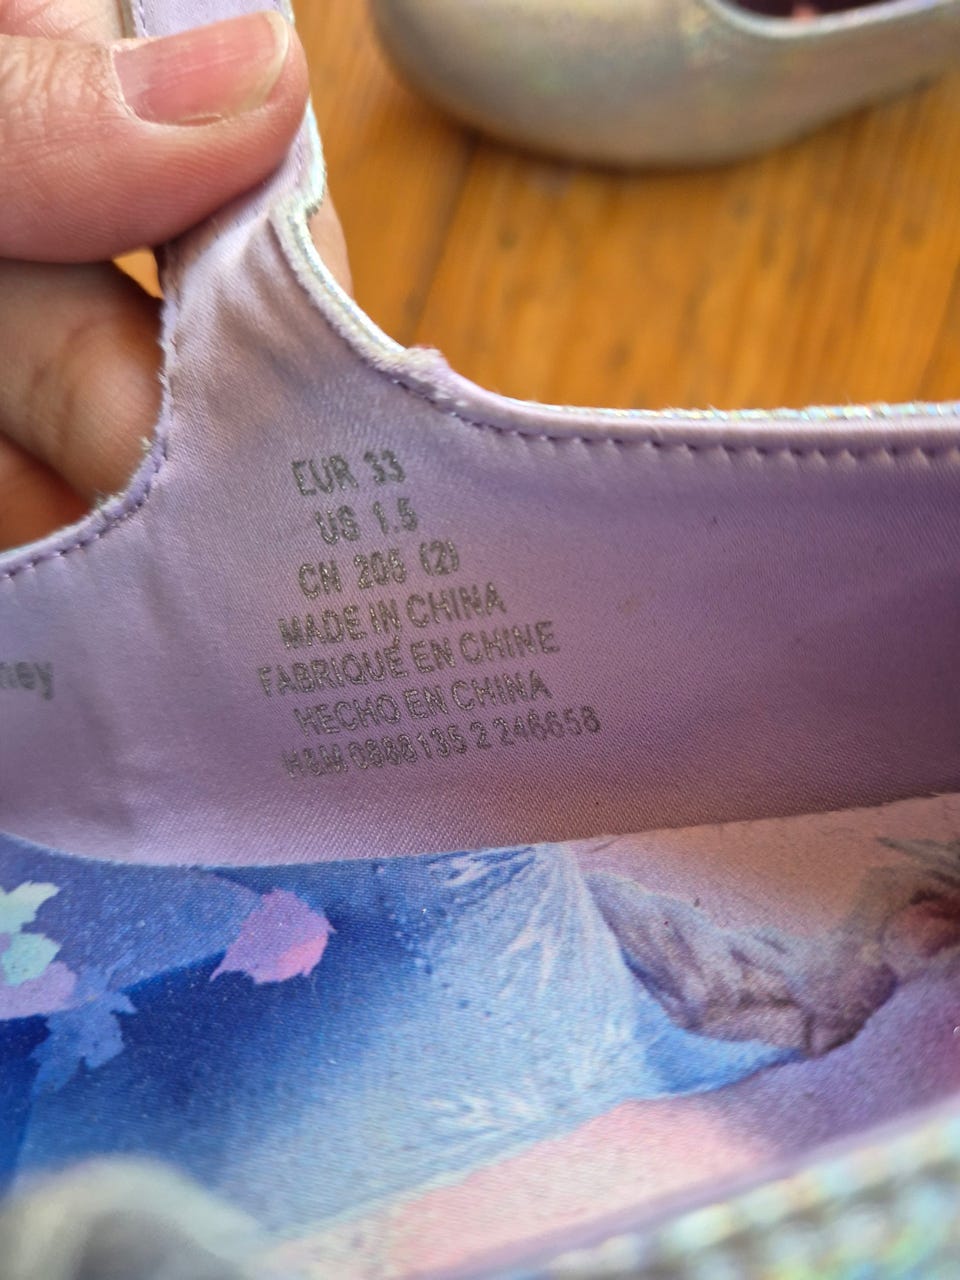 EUR 33
US 1.5
CN 205 (2)
MADE IN CHINA
FABRIQUÉ EN CHINE
HECHO EN CHINA
H&M 0888135 2 246658
ney